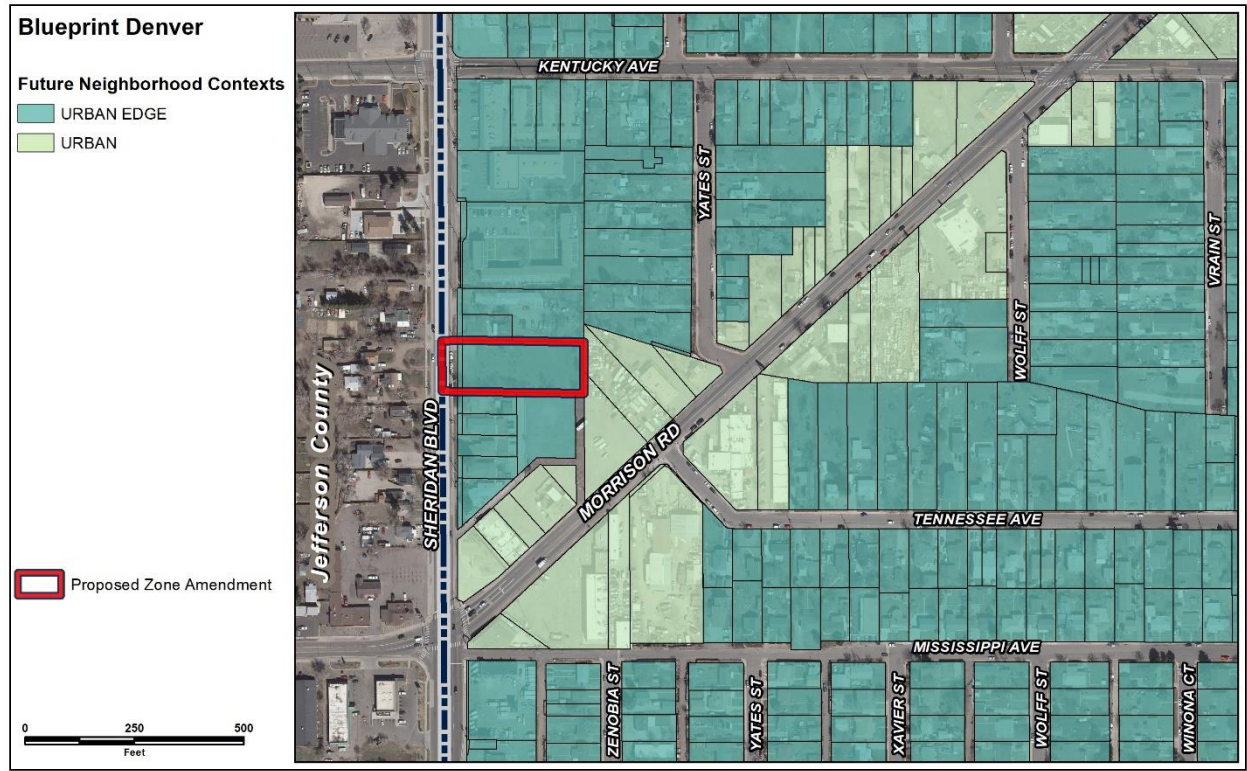 Blueprint Denver
Future Neighborhood Contexts
URBAN EDGE
URBAN
Proposed Zone Amendment
0 250 500
Feet
KENTUCKY AVE
YATES ST
VRAIN ST
WOLFF ST
Jefferson County
SHERIDAN BLVD
MORRISON RD
TENNESSEE AVE
MISSISSIPPI AVE
ZENOBIA ST
YATES ST
XAVIER ST
WOLFF ST
WINONA CT